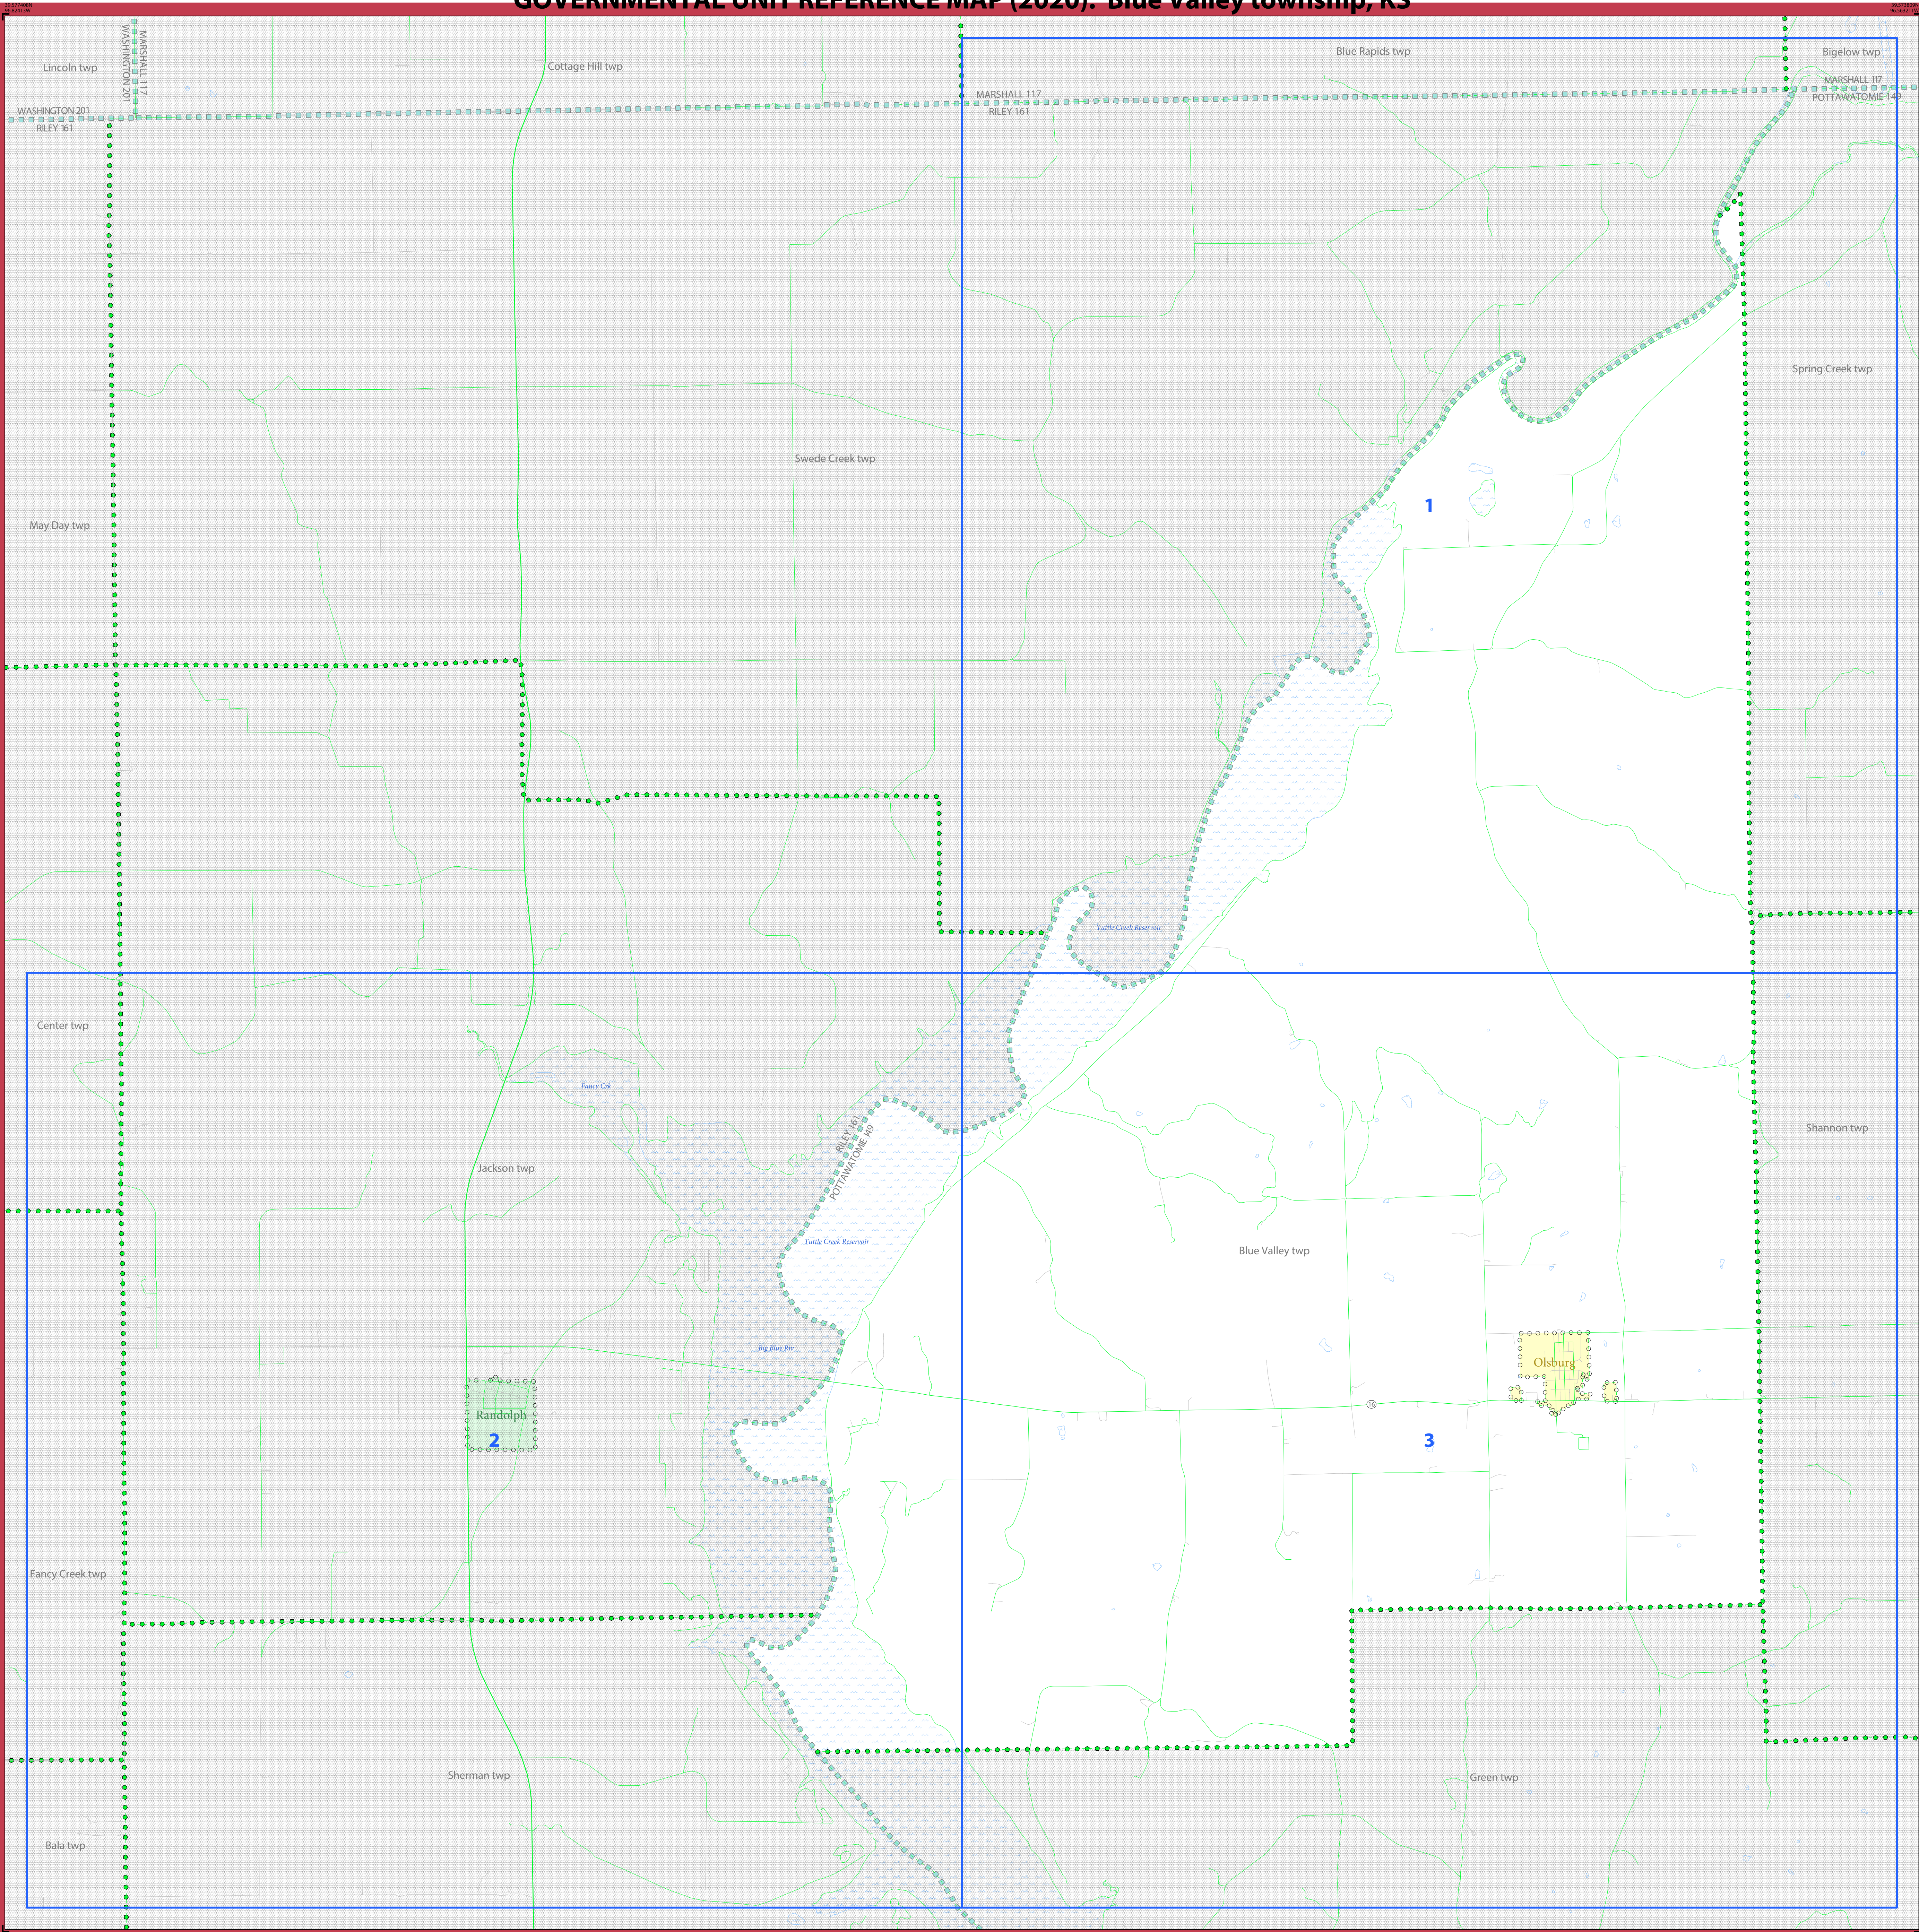 GOVERNMENTAL UNIT REFERENCE MAP (2020): Blue Valley township, KS
Lincoln twp
WASHINGTON 201
MARSHALL 117
Cottage Hill twp
Blue Rapids twp
Bigelow twp
MARSHALL 117
POTTAWATOMIE 149
MARSHALL 117
RILEY 161
WASHINGTON 201
RILEY 161
Spring Creek twp
Swede Creek twp
1
May Day twp
Tuttle Creek Reservoir
Center twp
Fancy Crk
RILEY 161
POTTAWATOMIE 149
Shannon twp
Jackson twp
Tuttle Creek Reservoir
Blue Valley twp
Big Blue Riv
Olsburg
16
Randolph
2
3
Fancy Creek twp
Sherman twp
Green twp
Bala twp